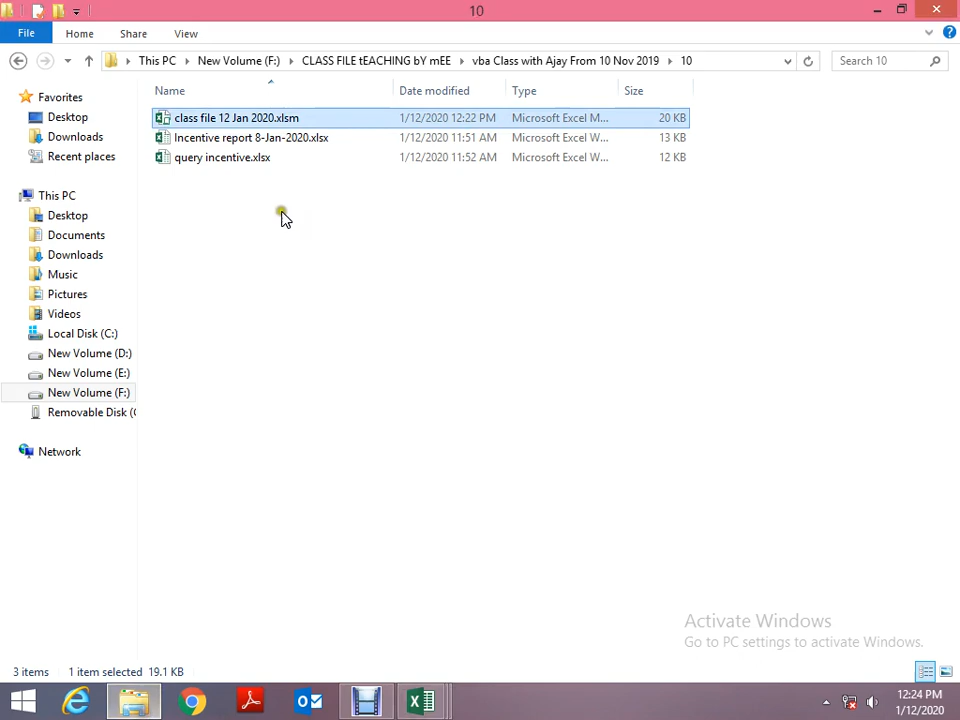 10
File Home Share View
This PC New Volume (F:) CLASS FILE tEACHING bY mEE vba Class with Ajay From 10 Nov 2019 10 Search 10
Name Date modified Type Size
Favorites
Desktop
Downloads
Recent places
This PC
Desktop
Documents
Downloads
Music
Pictures
Videos
Local Disk (C:)
New Volume (D:)
New Volume (E:)
New Volume (F:)
Removable Disk (
Network
class file 12 Jan 2020.xlsm 1/12/2020 12:22 PM Microsoft Excel M... 20 KB
Incentive report 8-Jan-2020.xlsx 1/12/2020 11:51 AM Microsoft Excel W... 13 KB
query incentive.xlsx 1/12/2020 11:52 AM Microsoft Excel W... 12 KB
Activate Windows
Go to PC settings to activate Windows.
3 items 1 item selected 19.1 KB
12:24 PM
1/12/2020